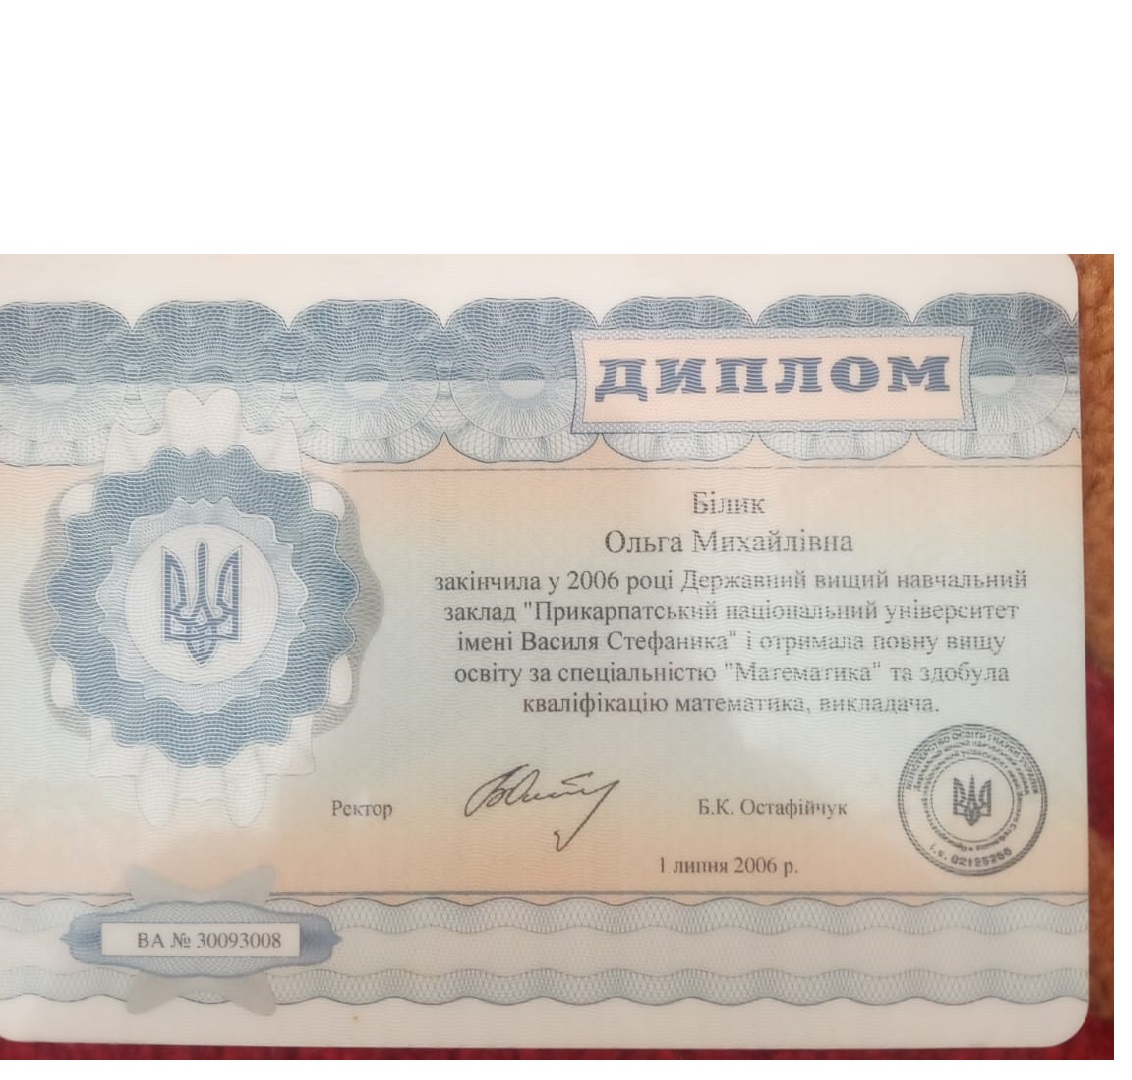 ДИПЛОМ
Білик
Ольга Михайлівна
закінчила у 2006 році Державний вищий навчальний
заклад "Прикарпатський національний університет
імені Василя Стефаника" і отримала повну вищу
освіту за спеціальністю "Математика" та здобула
кваліфікацію математика, викладача.
Ректор
Б.К. Остафійчук
1 липня 2006 р.
ВА № 30093008